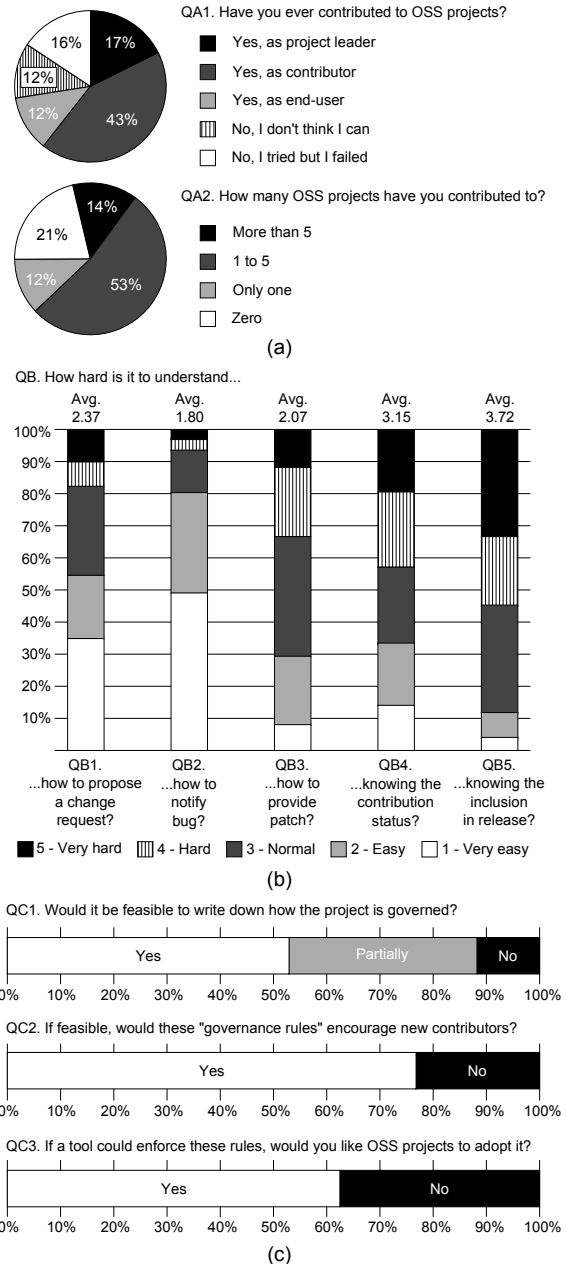 QA1. Have you ever contributed to OSS projects?
16%
17%
12%
12%
43%
Yes, as project leader
Yes, as contributor
Yes, as end-user
No, I don't think I can
No, I tried but I failed
QA2. How many OSS projects have you contributed to?
14%
21%
12%
53%
More than 5
1 to 5
Only one
Zero
(a)
QB. How hard is it to understand...
Avg. Avg. Avg. Avg. Avg.
2.37 1.80 2.07 3.15 3.72
100%
90%
80%
70%
60%
50%
40%
30%
20%
10%
QB1. QB2. QB3. QB4. QB5.
...how to propose ...how to ...how to ...knowing the ...knowing the
a change notify provide contribution inclusion
request? bug? patch? status? in release?
5 - Very hard 4 - Hard 3 - Normal 2 - Easy 1 - Very easy
(b)
QC1. Would it be feasible to write down how the project is governed?
Yes Partially No
0% 10% 20% 30% 40% 50% 60% 70% 80% 90% 100%
QC2. If feasible, would these "governance rules" encourage new contributors?
Yes No
0% 10% 20% 30% 40% 50% 60% 70% 80% 90% 100%
QC3. If a tool could enforce these rules, would you like OSS projects to adopt it?
Yes No
0% 10% 20% 30% 40% 50% 60% 70% 80% 90% 100%
(c)